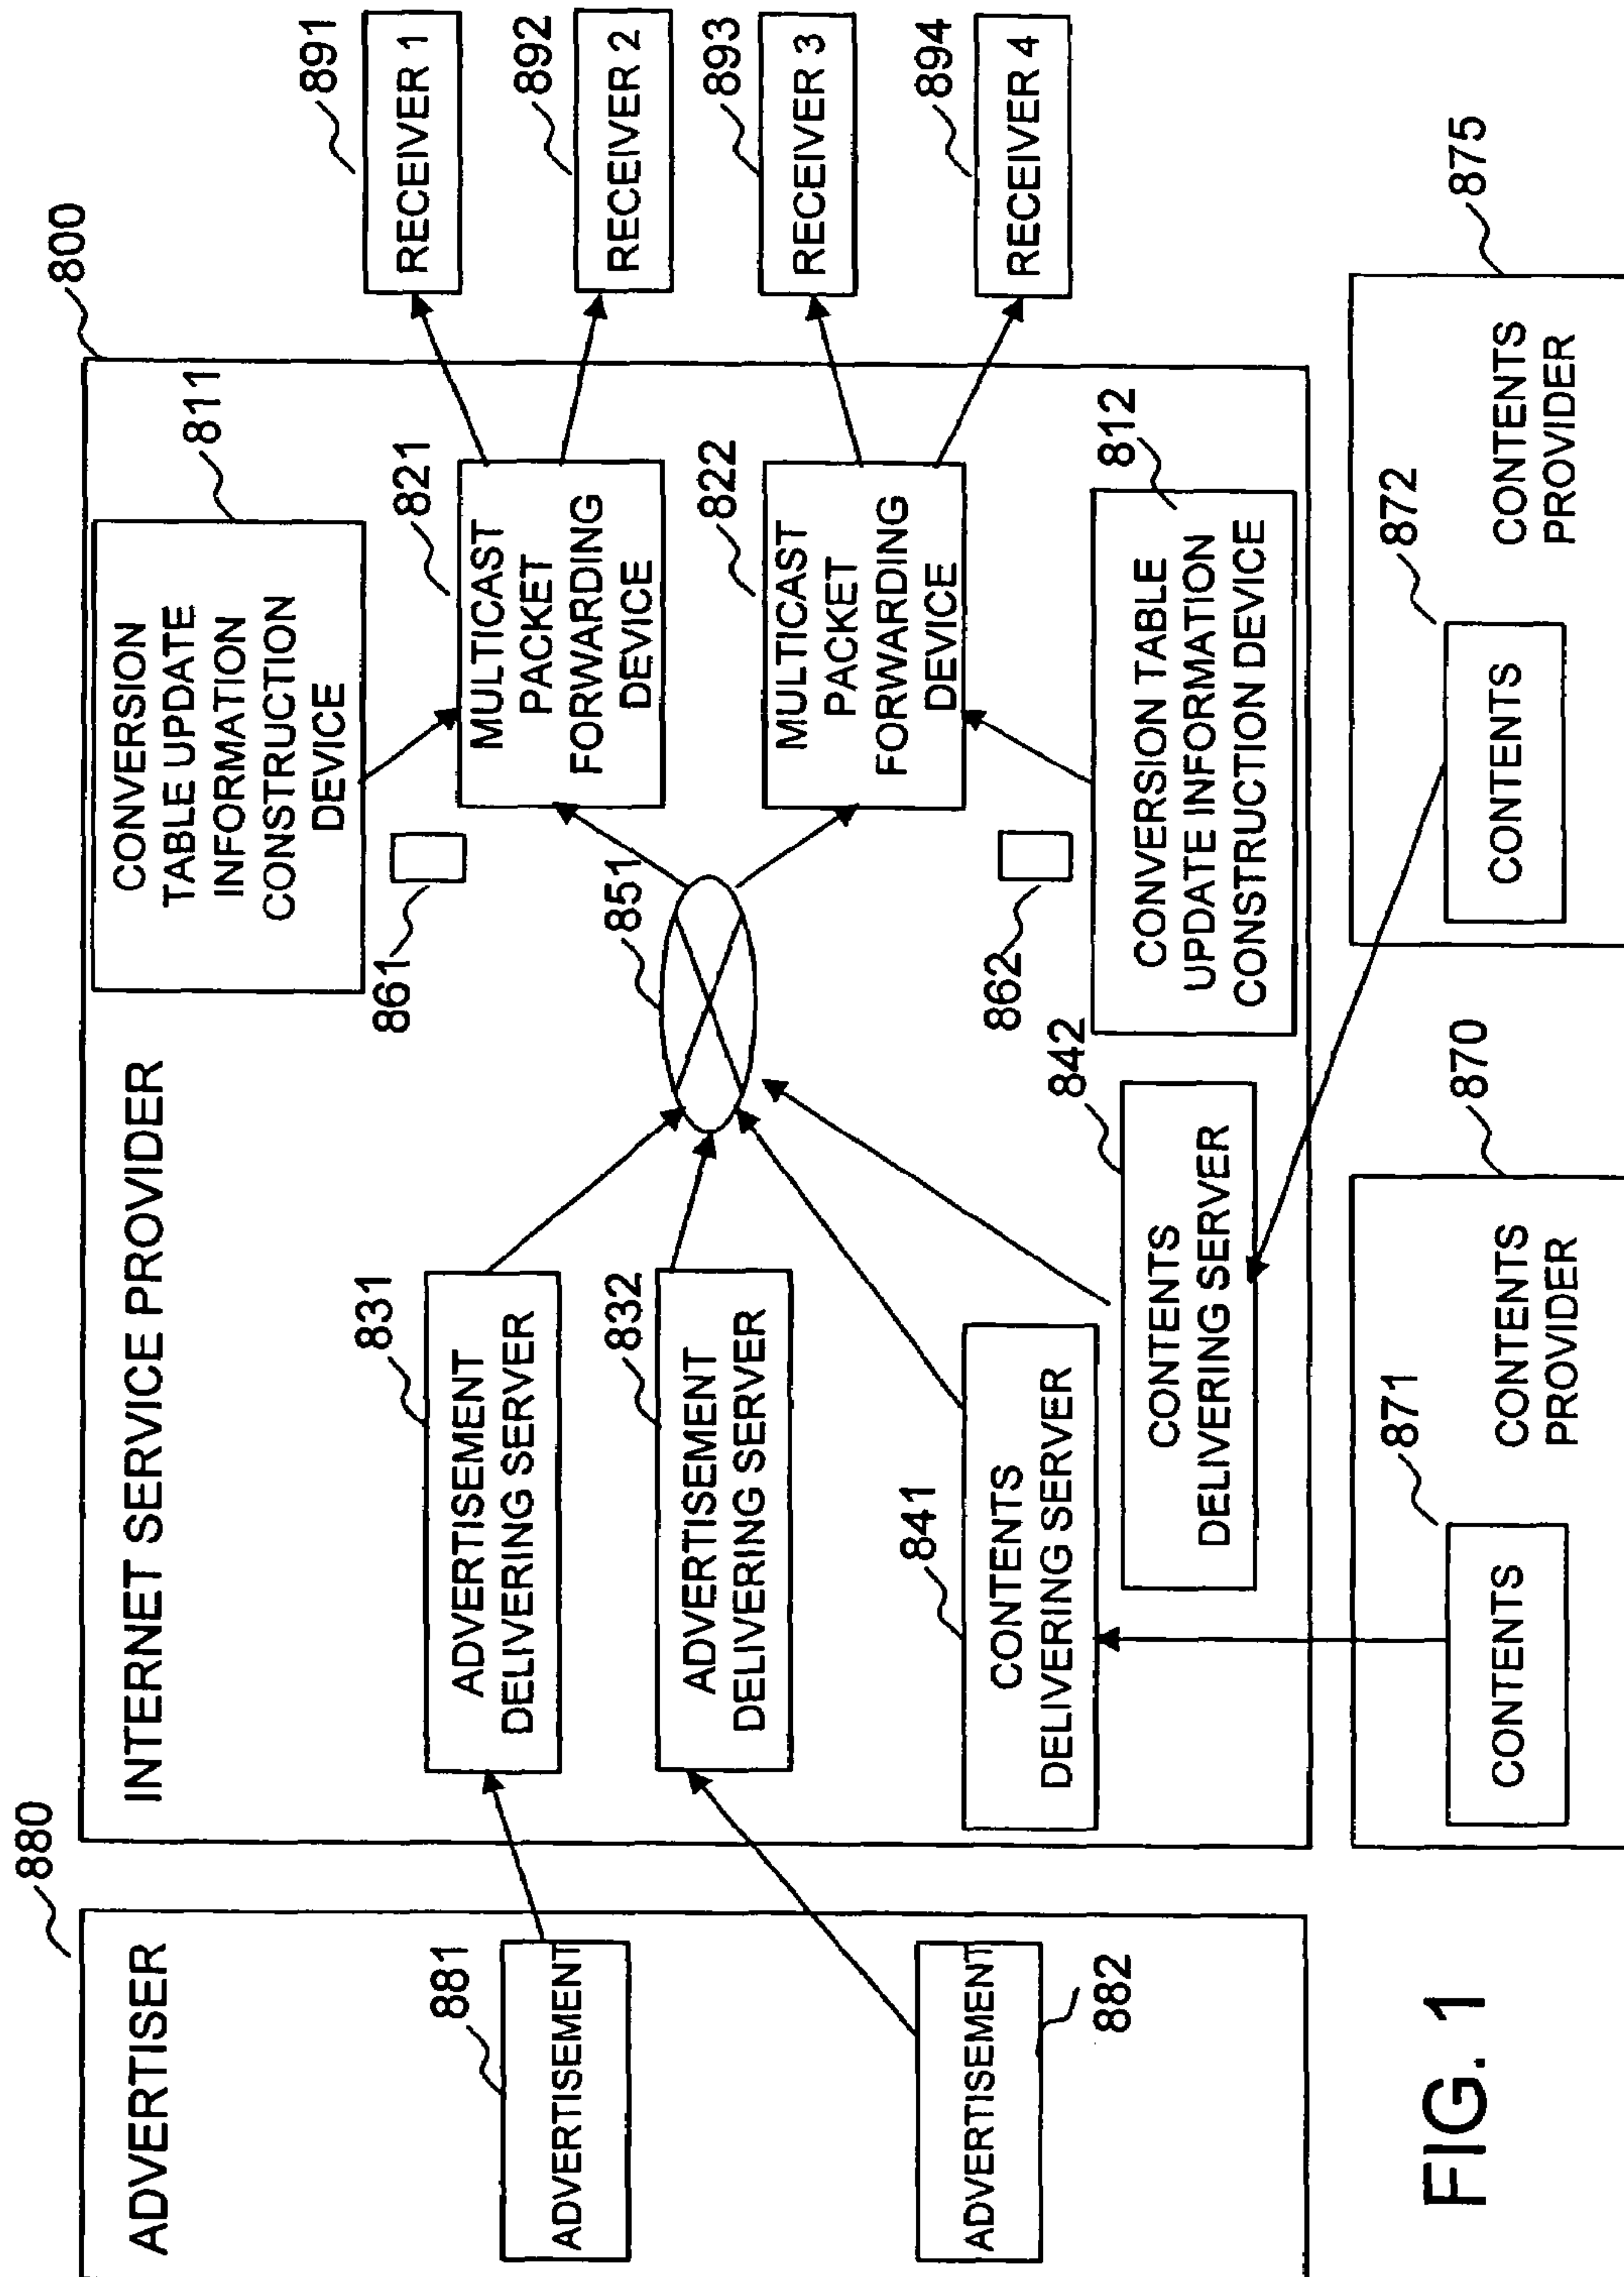 880
ADVERTISER
881
ADVERTISEMENT
ADVERTISEMENT
882
800
INTERNET SERVICE PROVIDER
831
ADVERTISEMENT
DELIVERING SERVER
832
ADVERTISEMENT
DELIVERING SERVER
841
CONTENTS
DELIVERING SERVER
842
CONTENTS
DELIVERING SERVER
851
861
862
811
CONVERSION
TABLE UPDATE
INFORMATION
CONSTRUCTION
DEVICE
821
MULTICAST
PACKET
FORWARDING
DEVICE
822
MULTICAST
PACKET
FORWARDING
DEVICE
812
CONVERSION TABLE
UPDATE INFORMATION
CONSTRUCTION DEVICE
891
RECEIVER 1
892
RECEIVER 2
893
RECEIVER 3
894
RECEIVER 4
870
871
CONTENTS
CONTENTS
PROVIDER
875
872
CONTENTS
CONTENTS
PROVIDER
FIG. 1